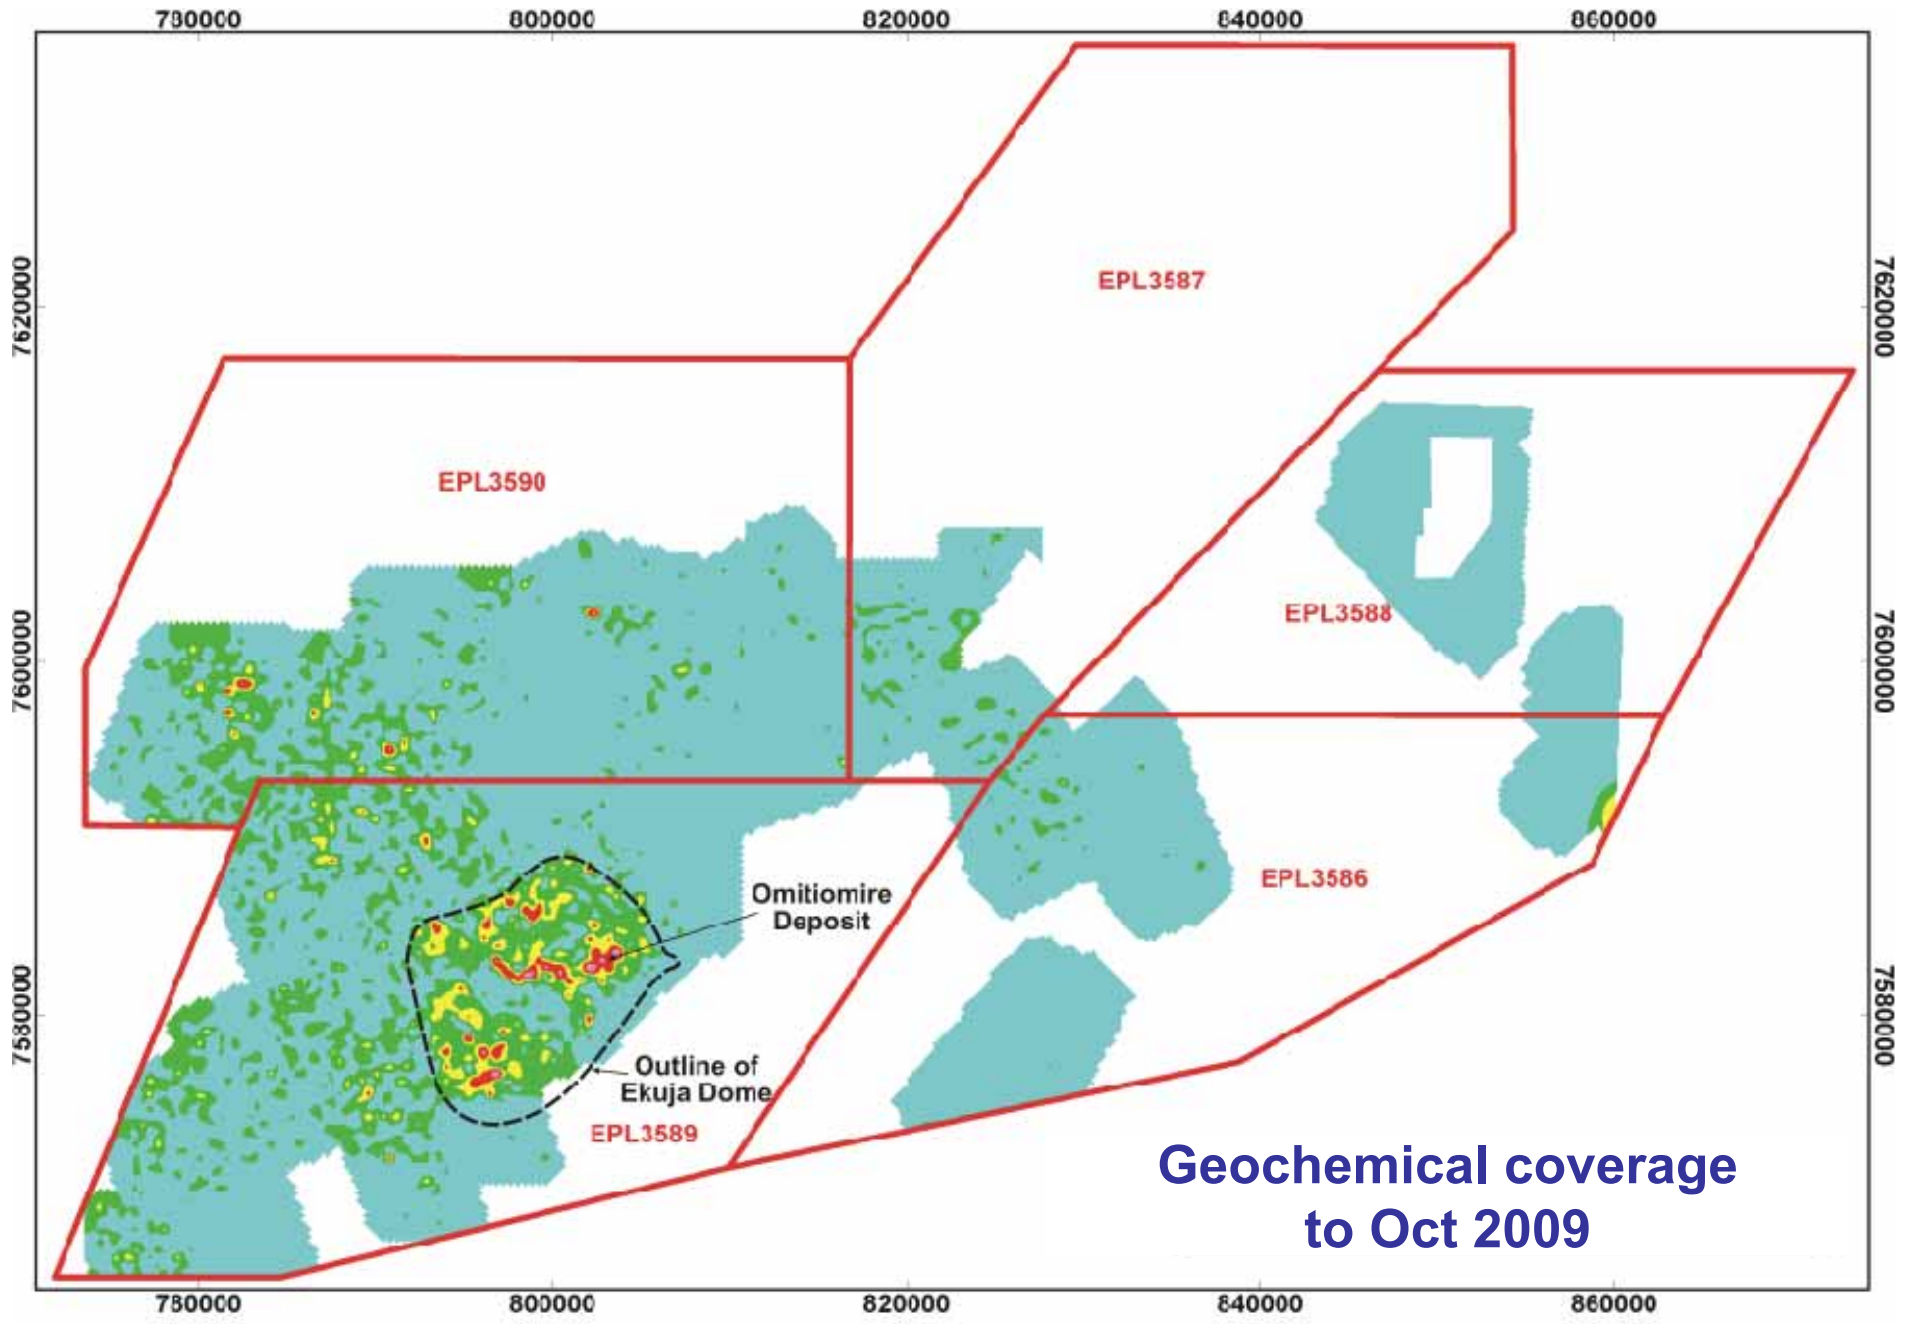 780000 800000 820000 840000 860000
7620000 7620000
EPL3587
EPL3590
EPL3588
7600000 7600000
EPL3586
Omitiomire
Deposit
7580000 7580000
Outline of
Ekuja Dome
EPL3589
Geochemical coverage
to Oct 2009
780000 800000 820000 840000 860000